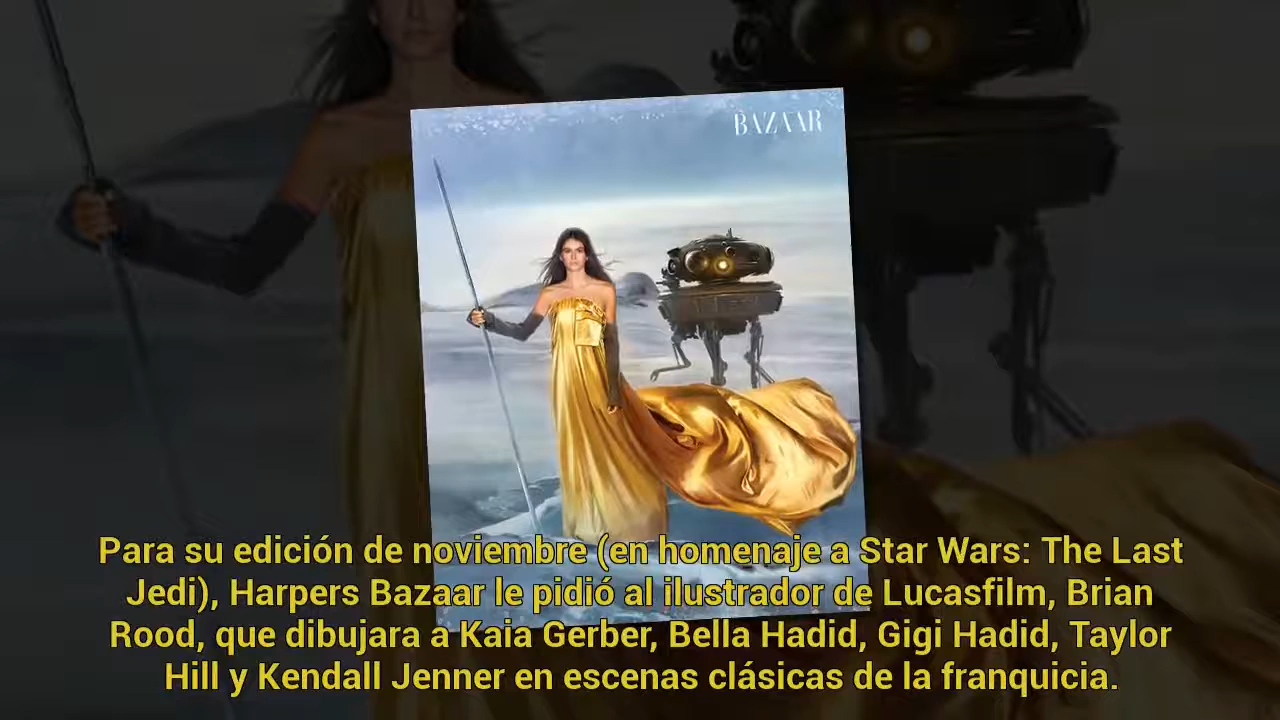 BAZAAR
Para su edición de noviembre (en homenaje a Star Wars: The Last
Jedi), Harpers Bazaar le pidió al ilustrador de Lucasfilm, Brian
Rood, que dibujara a Kaia Gerber, Bella Hadid, Gigi Hadid, Taylor
Hill y Kendall Jenner en escenas clásicas de la franquicia.